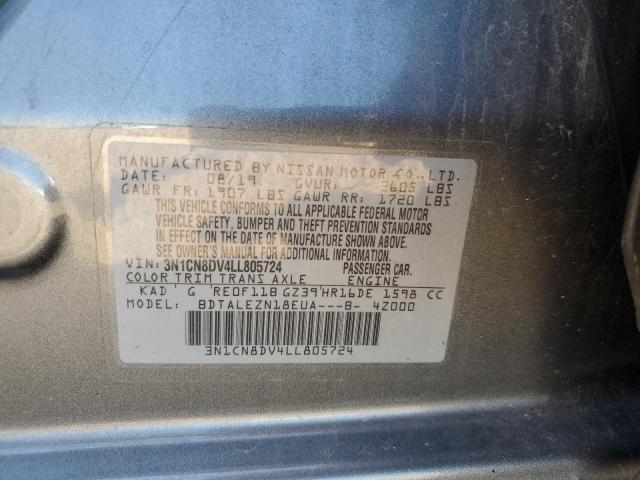 MANUFACTURED BY NISSAN MOTOR CO.,LTD.
DATE: 08/19 GVWR: 3605 LBS
GAWR FR: 1907 LBS GAWR RR: 1720 LBS
THIS VEHICLE CONFORMS TO ALL APPLICABLE FEDERAL MOTOR
VEHICLE SAFETY, BUMPER AND THEFT PREVENTION STANDARDS
IN EFFECT ON THE DATE OF MANUFACTURE SHOWN ABOVE.
SEE OWNER'S MANUAL FOR ADDITIONAL INFORMATION.
VIN: 3N1CN8DV4LL805724 PASSENGER CAR.
COLOR TRIM TRANS AXLE ENGINE
KAD G RE0F11B GZ39 HR16DE 1598 CC
MODEL: BDTALEZN18EUA---B- 4Z000
3N1CN8DV4LL805724